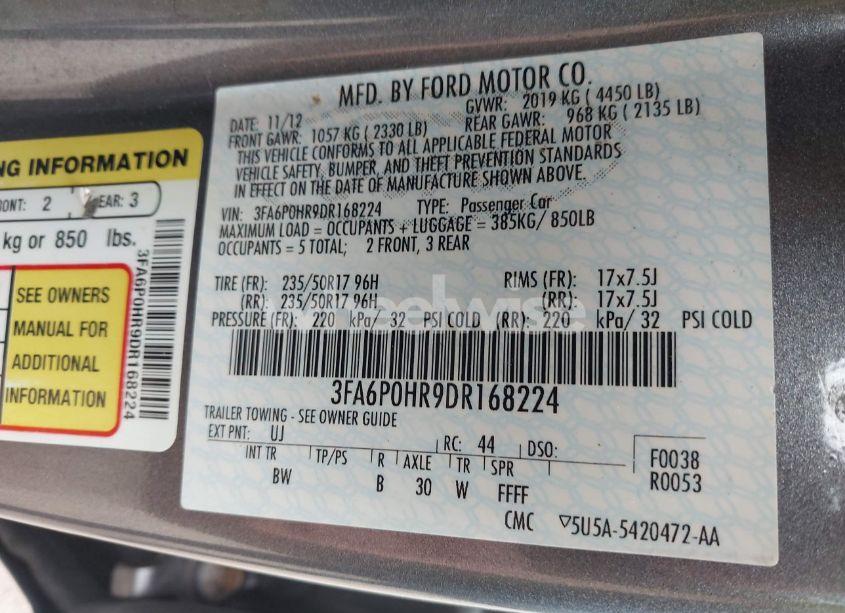 MFD. BY FORD MOTOR CO.
DATE: 11/12 GVWR: 2019 KG ( 4450 LB)
FRONT GAWR: 1057 KG ( 2330 LB) REAR GAWR: 968 KG ( 2135 LB)
THIS VEHICLE CONFORMS TO ALL APPLICABLE FEDERAL MOTOR
VEHICLE SAFETY, BUMPER, AND THEFT PREVENTION STANDARDS
IN EFFECT ON THE DATE OF MANUFACTURE SHOWN ABOVE.
VIN: 3FA6P0HR9DR168224 TYPE: Passenger Car
MAXIMUM LOAD = OCCUPANTS + LUGGAGE = 385KG/ 850LB
OCCUPANTS = 5 TOTAL; 2 FRONT, 3 REAR
TIRE (FR): 235/50R17 96H RIMS (FR): 17x7.5J
(RR): 235/50R17 96H (RR): 17x7.5J
PRESSURE (FR): 220 kPa/ 32 PSI COLD (RR): 220 kPa/ 32 PSI COLD
wheelwise
3FA6P0HR9DR168224
TRAILER TOWING - SEE OWNER GUIDE
EXT PNT: UJ RC: 44 DSO: F0038
INT TR TP/PS R AXLE TR SPR R0053
BW B 30 W FFFF
CMC ▽5U5A-5420472-AA
NG INFORMATION
ONT: 2 EAR: 3
kg or 850 lbs.
SEE OWNERS
MANUAL FOR
ADDITIONAL
INFORMATION
3FA6P0HR9DR168224